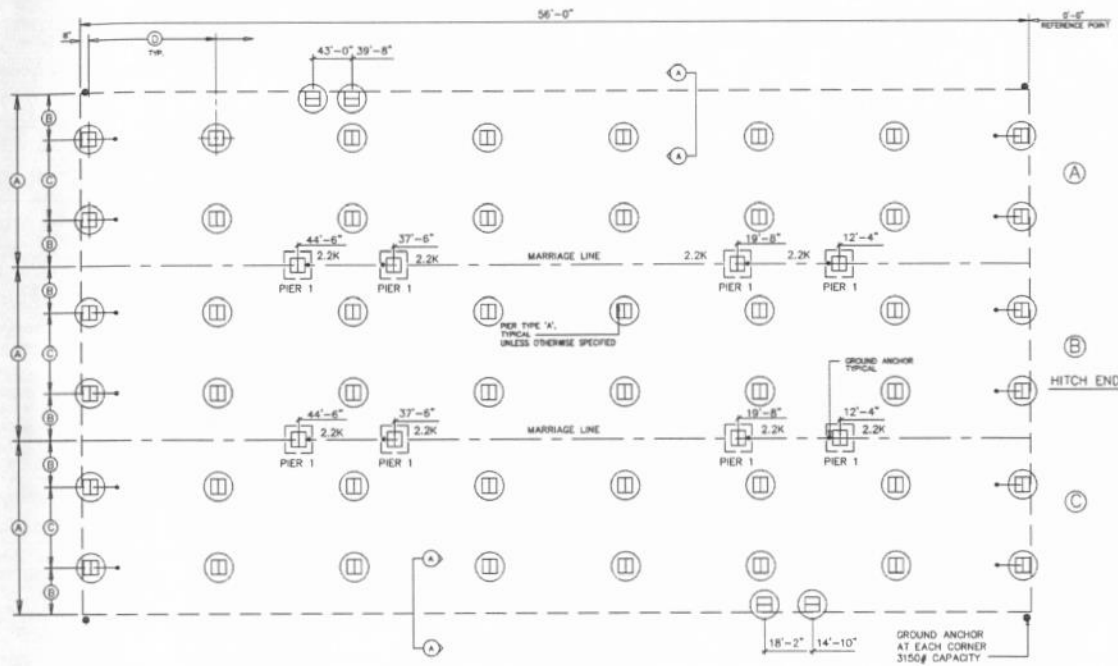 56'-0"
0'-0"
REFERENCE POINT
8"
D
TYP.
43'-0" 39'-8"
A
A
B
A
C
B
A
44'-6"
37'-6"
19'-8"
12'-4"
2.2K
2.2K
MARRIAGE LINE
2.2K
2.2K
PIER 1
PIER 1
PIER 1
PIER 1
B
A
C
B
PIER TYPE 'A',
TYPICAL
UNLESS OTHERWISE SPECIFIED
B
HITCH END
GROUND ANCHOR
TYPICAL
44'-6"
37'-6"
19'-8"
12'-4"
2.2K
2.2K
MARRIAGE LINE
2.2K
2.2K
PIER 1
PIER 1
PIER 1
PIER 1
B
A
C
B
C
A
A
18'-2" 14'-10"
GROUND ANCHOR
AT EACH CORNER
3150# CAPACITY